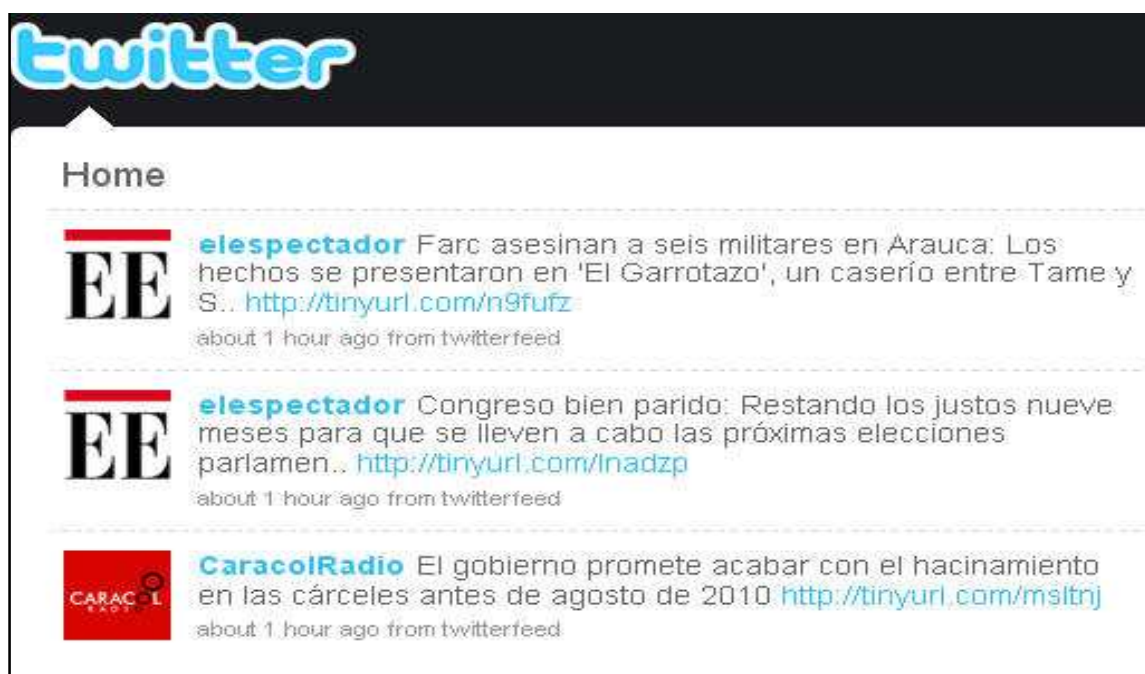 twitter
Home
EE
elespectador Farc asesinan a seis militares en Arauca: Los
hechos se presentaron en 'El Garrotazo', un caserío entre Tame y
S.. http://tinyurl.com/n9fufz
about 1 hour ago from twitterfeed
EE
elespectador Congreso bien parido: Restando los justos nueve
meses para que se lleven a cabo las próximas elecciones
parlamen.. http://tinyurl.com/lnadzp
about 1 hour ago from twitterfeed
CARACOL
RADIO
CaracolRadio El gobierno promete acabar con el hacinamiento
en las cárceles antes de agosto de 2010 http://tinyurl.com/msltnj
about 1 hour ago from twitterfeed